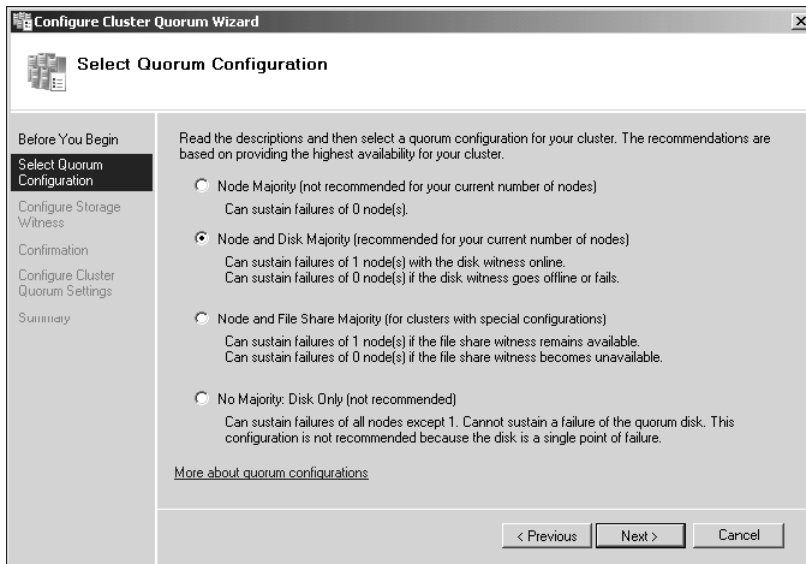 Configure Cluster Quorum Wizard
Select Quorum Configuration
Before You Begin
Select Quorum
Configuration
Configure Storage
Witness
Confirmation
Configure Cluster
Quorum Settings
Summary
Read the descriptions and then select a quorum configuration for your cluster. The recommendations are
based on providing the highest availability for your cluster.
Node Majority (not recommended for your current number of nodes)
Can sustain failures of 0 node(s).
Node and Disk Majority (recommended for your current number of nodes)
Can sustain failures of 1 node(s) with the disk witness online.
Can sustain failures of 0 node(s) if the disk witness goes offline or fails.
Node and File Share Majority (for clusters with special configurations)
Can sustain failures of 1 node(s) if the file share witness remains available.
Can sustain failures of 0 node(s) if the file share witness becomes unavailable.
No Majority: Disk Only (not recommended)
Can sustain failures of all nodes except 1. Cannot sustain a failure of the quorum disk. This
configuration is not recommended because the disk is a single point of failure.
More about quorum configurations
< Previous Next > Cancel